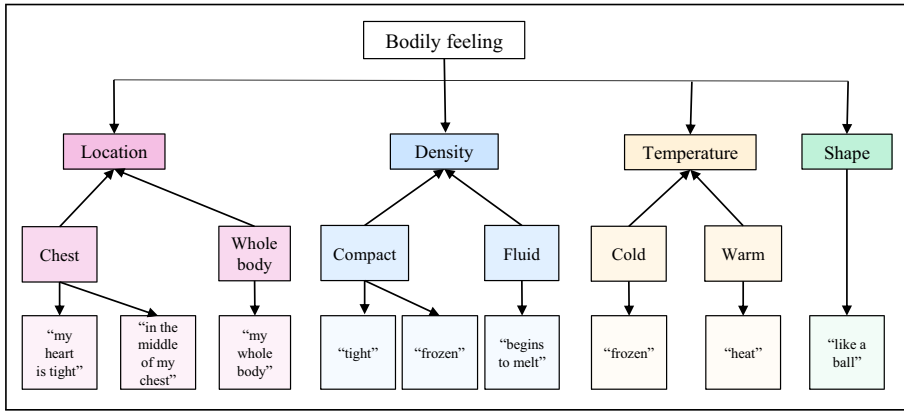 Bodily feeling
Location
Density
Temperature
Shape
Chest
Whole
body
Compact
Fluid
Cold
Warm
“my
heart
is tight”
“in the
middle
of my
chest”
“my
whole
body”
“tight”
“frozen”
“begins
to melt”
“frozen”
“heat”
“like a
ball”